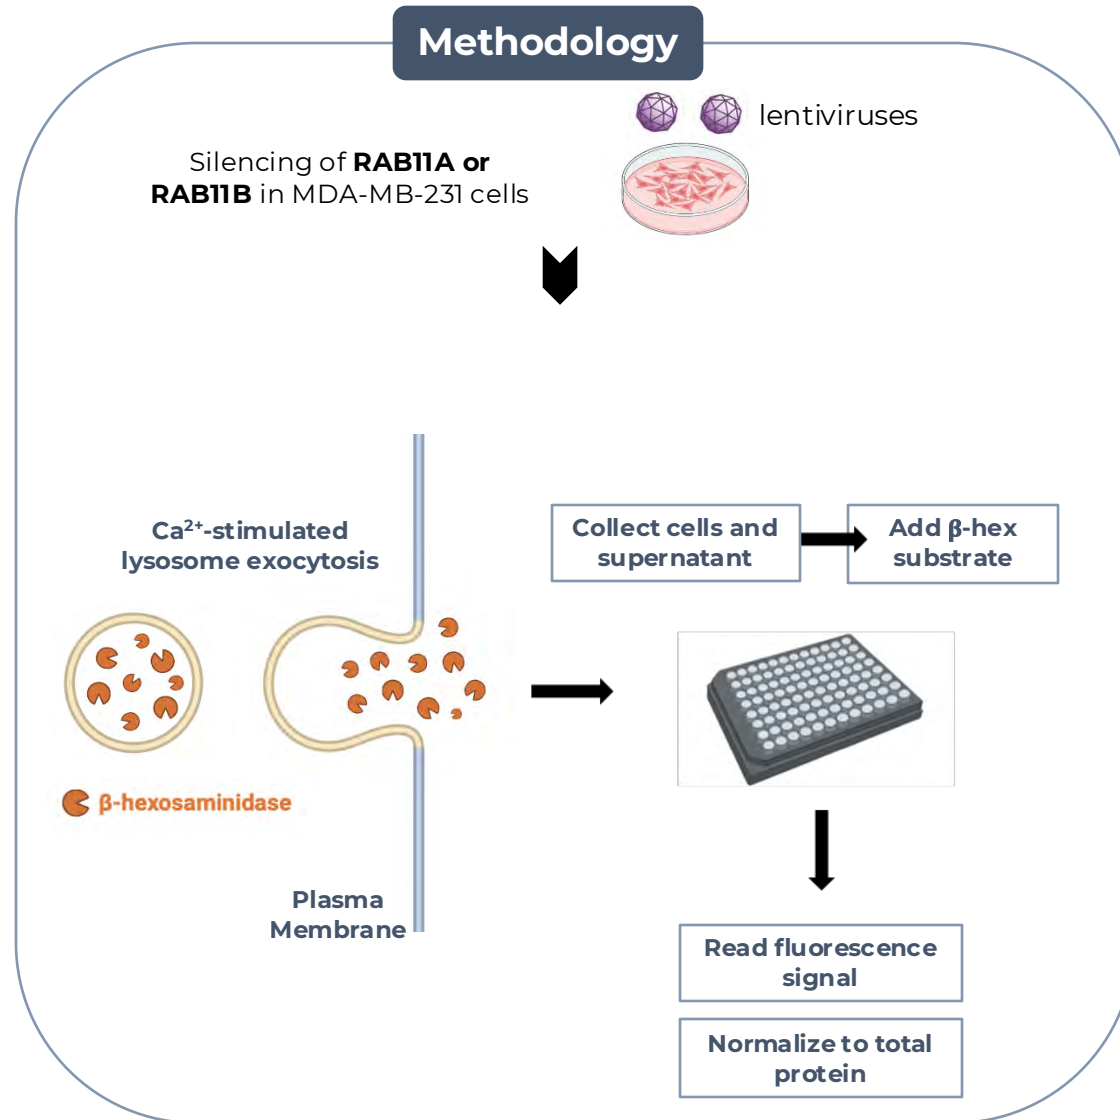 Methodology
lentiviruses
Silencing of RAB11A or
RAB11B in MDA-MB-231 cells
Ca²⁺-stimulated
lysosome exocytosis
Collect cells and
supernatant
Add β-hex
substrate
β-hexosaminidase
Plasma
Membrane
Read fluorescence
signal
Normalize to total
protein